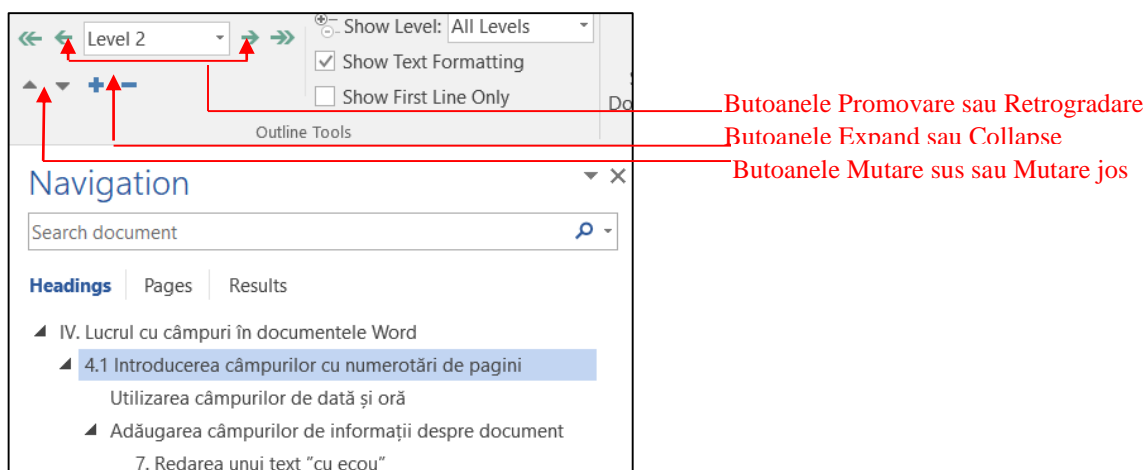 Level 2
Show Level: All Levels
Show Text Formatting
Show First Line Only
Do
Outline Tools
Butoanele Promovare sau Retrogradare
Butoanele Expand sau Collapse
Butoanele Mutare sus sau Mutare jos
Navigation
Search document
Headings Pages Results
IV. Lucrul cu câmpuri în documentele Word
4.1 Introducerea câmpurilor cu numerotări de pagini
Utilizarea câmpurilor de dată și oră
Adăugarea câmpurilor de informații despre document
7. Redarea unui text ”cu ecou”